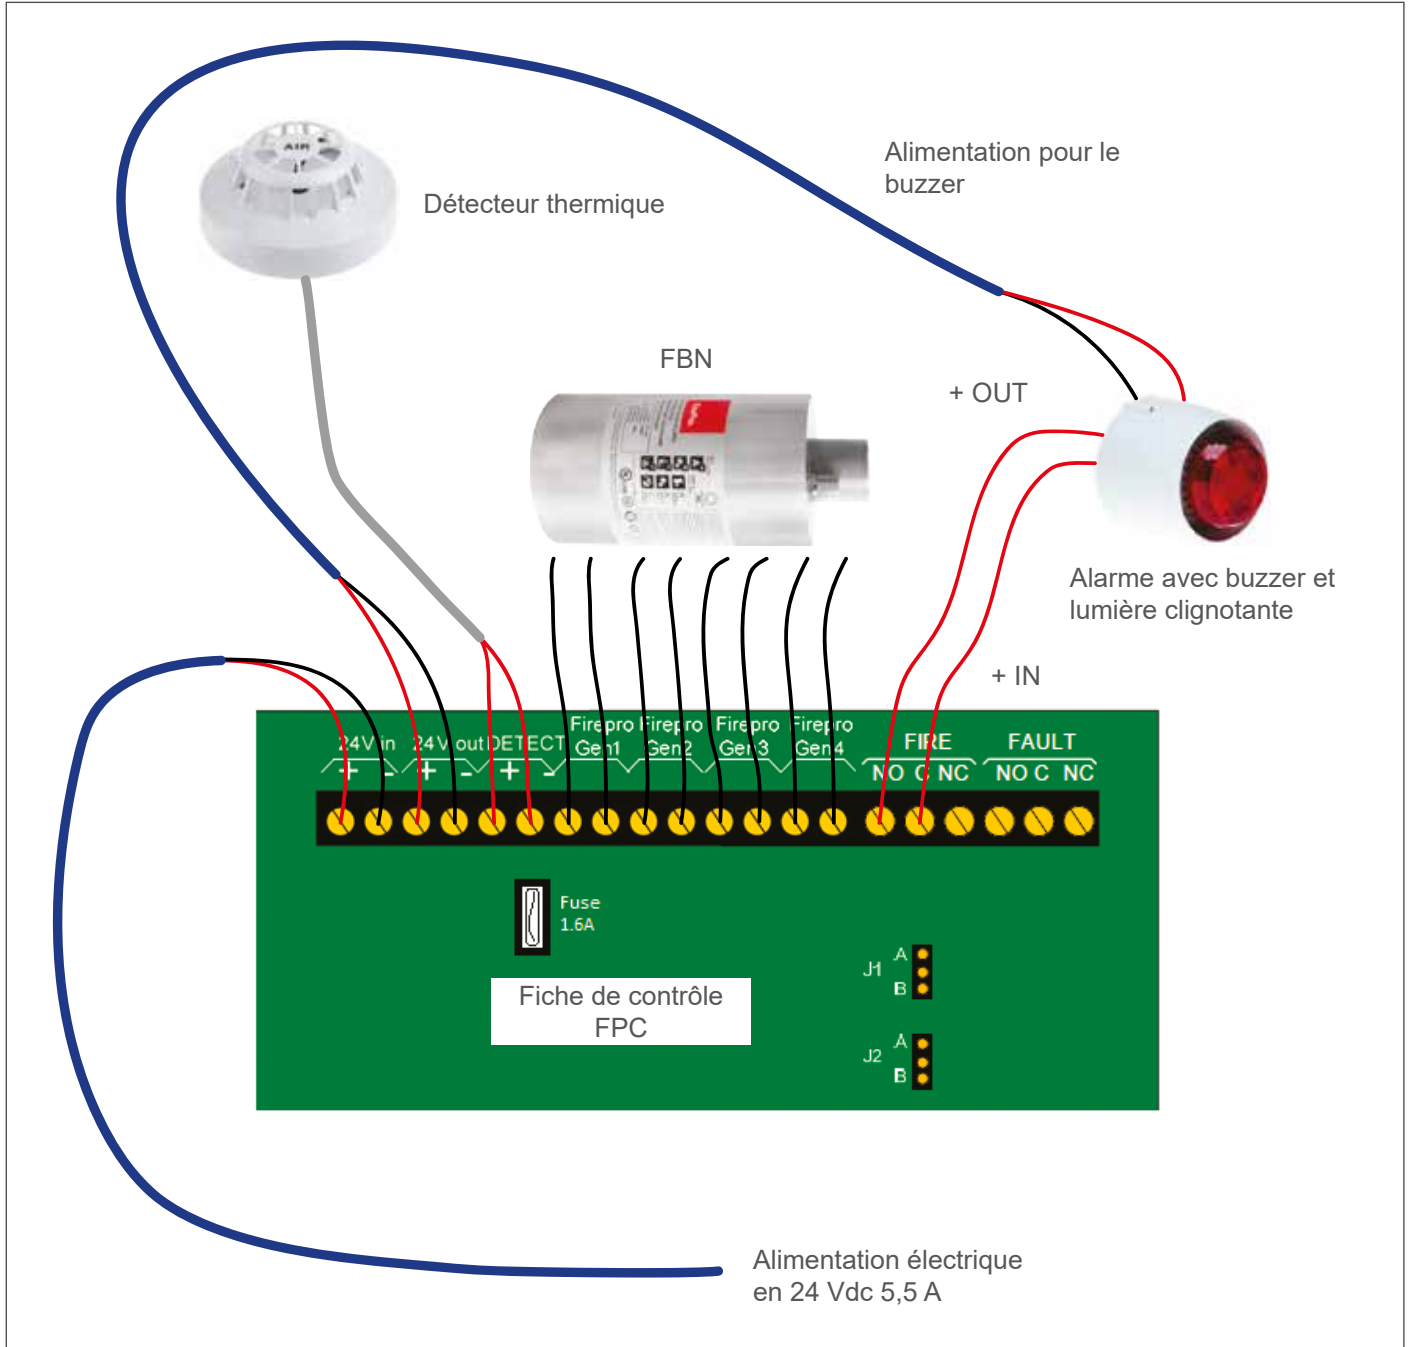 Alimentation pour le
buzzer
AIR
Détecteur thermique
FBN
+ OUT
Alarme avec buzzer et
lumière clignotante
+ IN
24V in
24V out
DETECT
Firepro
Gen1
Firepro
Gen2
Firepro
Gen3
Firepro
Gen4
FIRE
FAULT
+ - + - + -
NO C NC
NO C NC
Fuse
1.6A
Fiche de contrôle
FPC
J1
A
B
J2
A
B
Alimentation électrique
en 24 Vdc 5,5 A